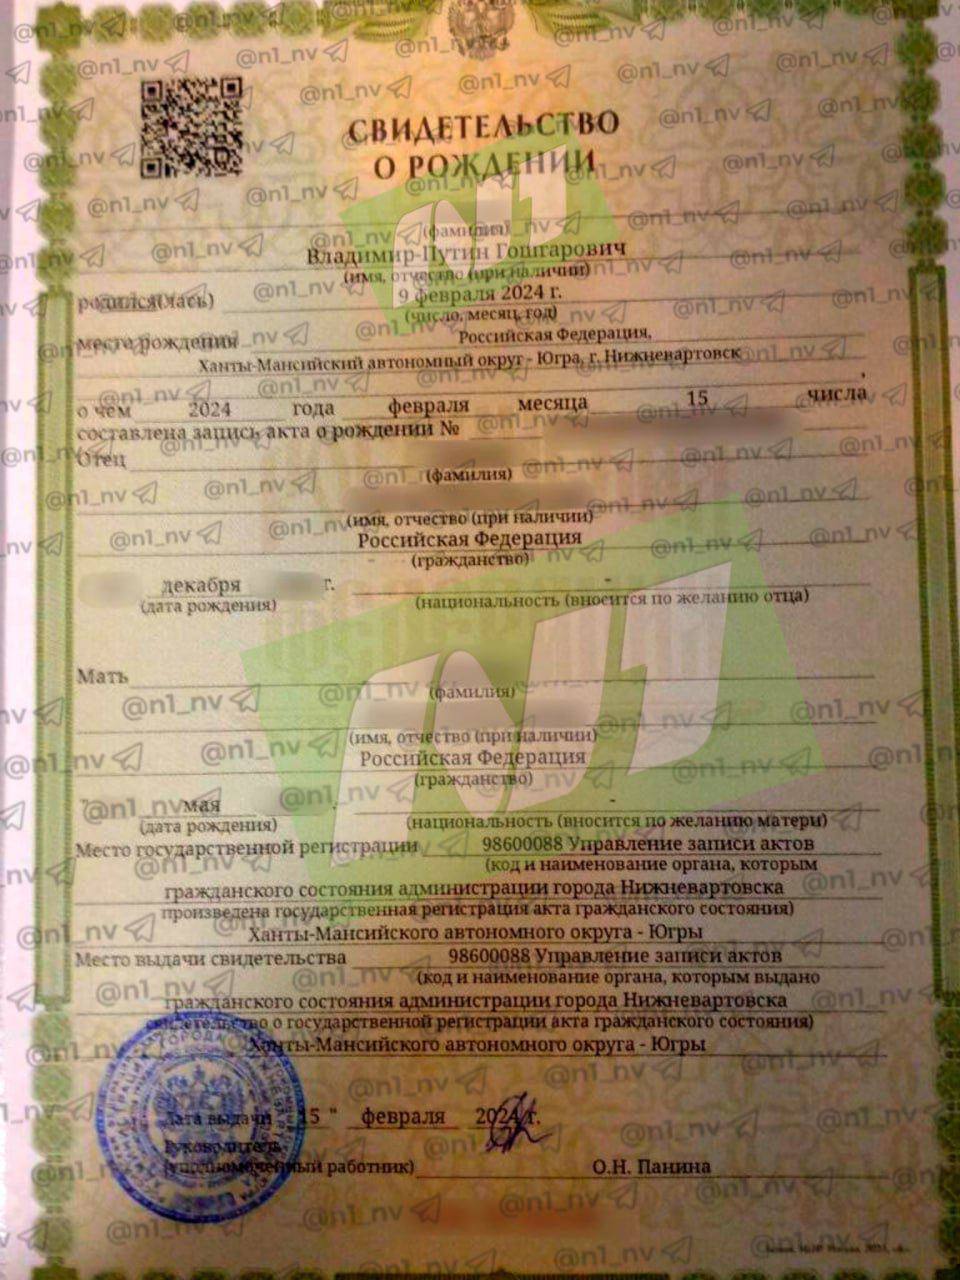 СВИДЕТЕЛЬСТВО
О РОЖДЕНИИ
(фамилия)
Владимир-Путин Гошгарович
(имя, отчество (при наличии)
родился(лась) 9 февраля 2024 г.
(число, месяц, год)
место рождения Российская Федерация,
Ханты-Мансийский автономный округ - Югра, г. Нижневартовск
,
о чем 2024 года февраля месяца 15 числа
составлена запись акта о рождении №
Отец
(фамилия)
(имя, отчество (при наличии)
Российская Федерация
(гражданство)
декабря г. -
(дата рождения) (национальность (вносится по желанию отца)
Мать
(фамилия)
(имя, отчество (при наличии)
Российская Федерация
(гражданство)
мая -
(дата рождения) (национальность (вносится по желанию матери)
Место государственной регистрации 98600088 Управление записи актов
(код и наименование органа, которым
гражданского состояния администрации города Нижневартовска
произведена государственная регистрация акта гражданского состояния)
Ханты-Мансийского автономного округа - Югры
Место выдачи свидетельства 98600088 Управление записи актов
(код и наименование органа, которым выдано
гражданского состояния администрации города Нижневартовска
свидетельство о государственной регистрации акта гражданского состояния)
Ханты-Мансийского автономного округа - Югры
Дата выдачи 15 " февраля 2024 г.
Руководитель
(уполномоченный работник) О.Н. Панина
N1
@n1_nv